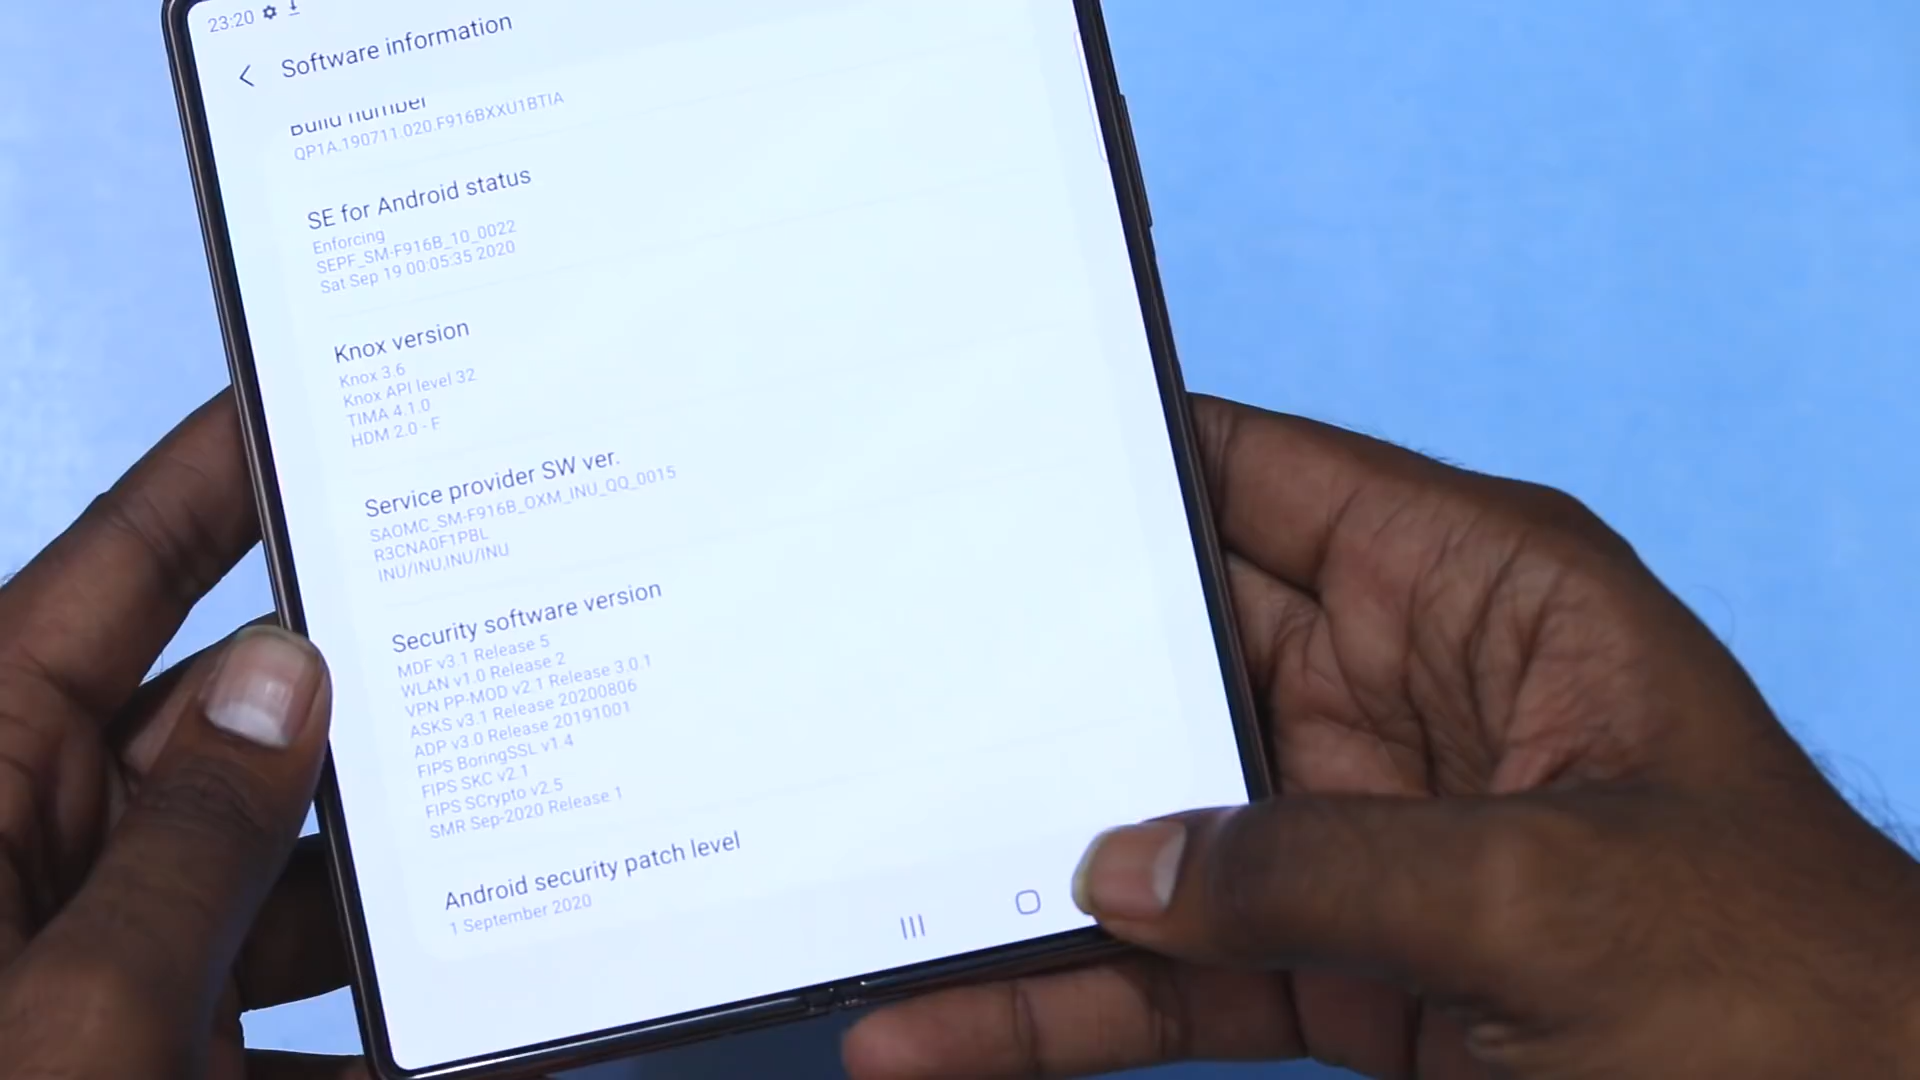 23:20
Software information
Build number
QP1A.190711.020.F916BXXU1BTIA
SE for Android status
Enforcing
SEPF_SM-F916B_10_0022
Sat Sep 19 00:05:35 2020
Knox version
Knox 3.6
Knox API level 32
TIMA 4.1.0
HDM 2.0 - F
Service provider SW ver.
SAOMC_SM-F916B_OXM_INU_QQ_0015
R3CNA0F1PBL
INU/INU,INU/INU
Security software version
MDF v3.1 Release 5
WLAN v1.0 Release 2
VPN PP-MOD v2.1 Release 3.0.1
ASKS v3.1 Release 20200806
ADP v3.0 Release 20191001
FIPS BoringSSL v1.4
FIPS SKC v2.1
FIPS SCrypto v2.5
SMR Sep-2020 Release 1
Android security patch level
1 September 2020